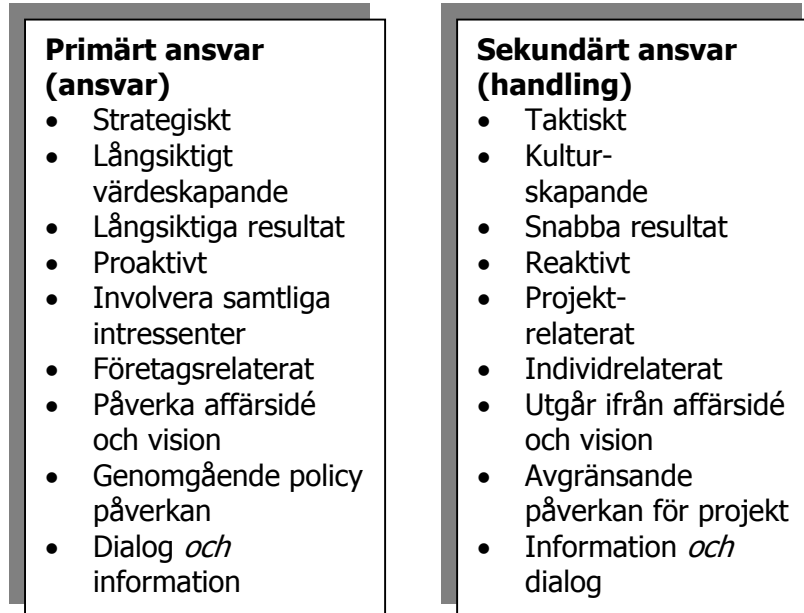 Primärt ansvar
(ansvar)
• Strategiskt
• Långsiktigt
värdeskapande
• Långsiktiga resultat
• Proaktivt
• Involvera samtliga
intressenter
• Företagsrelaterat
• Påverka affärsidé
och vision
• Genomgående policy
påverkan
• Dialog och
information
Sekundärt ansvar
(handling)
• Taktiskt
• Kultur-
skapande
• Snabba resultat
• Reaktivt
• Projekt-
relaterat
• Individrelaterat
• Utgår ifrån affärsidé
och vision
• Avgränsande
påverkan för projekt
• Information och
dialog